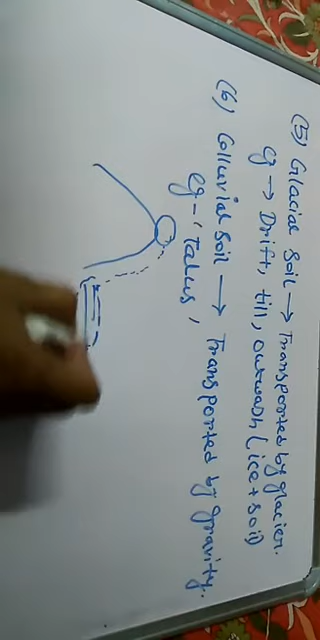 (5) Glacial Soil → Transported by glacier.
eg → Drift, till, outwash (ice + soil)
(6) Colluvial Soil → Transported by gravity.
eg - Talus,